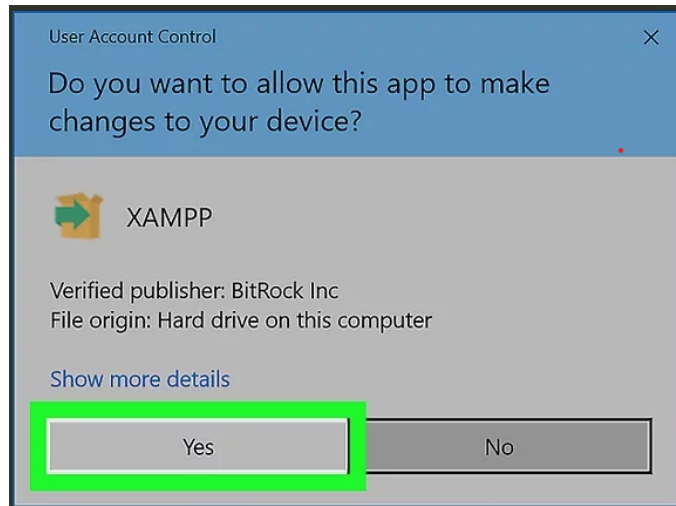 User Account Control
Do you want to allow this app to make
changes to your device?
XAMPP
Verified publisher: BitRock Inc
File origin: Hard drive on this computer
Show more details
Yes
No